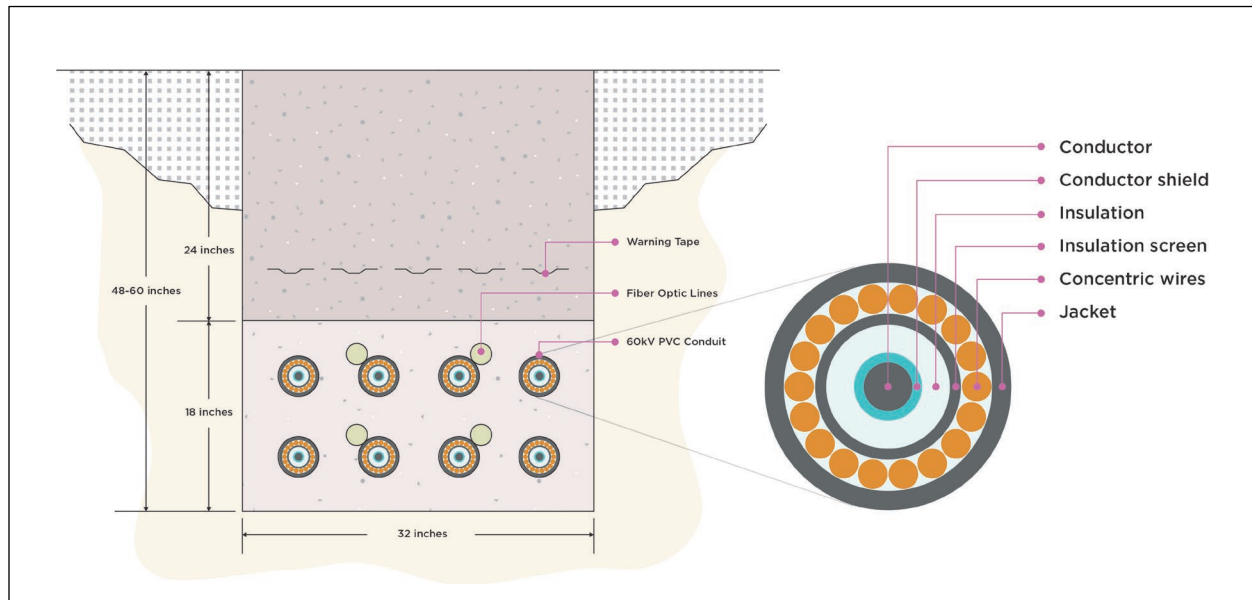 24 inches
48-60 inches
18 inches
32 inches
Warning Tape
Fiber Optic Lines
60kV PVC Conduit
Conductor
Conductor shield
Insulation
Insulation screen
Concentric wires
Jacket